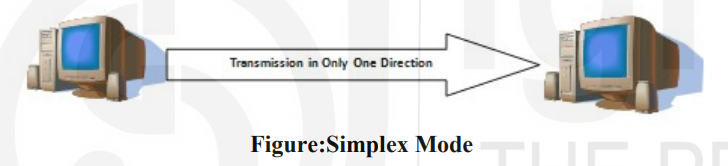 Transmission in Only One Direction
Figure:Simplex Mode